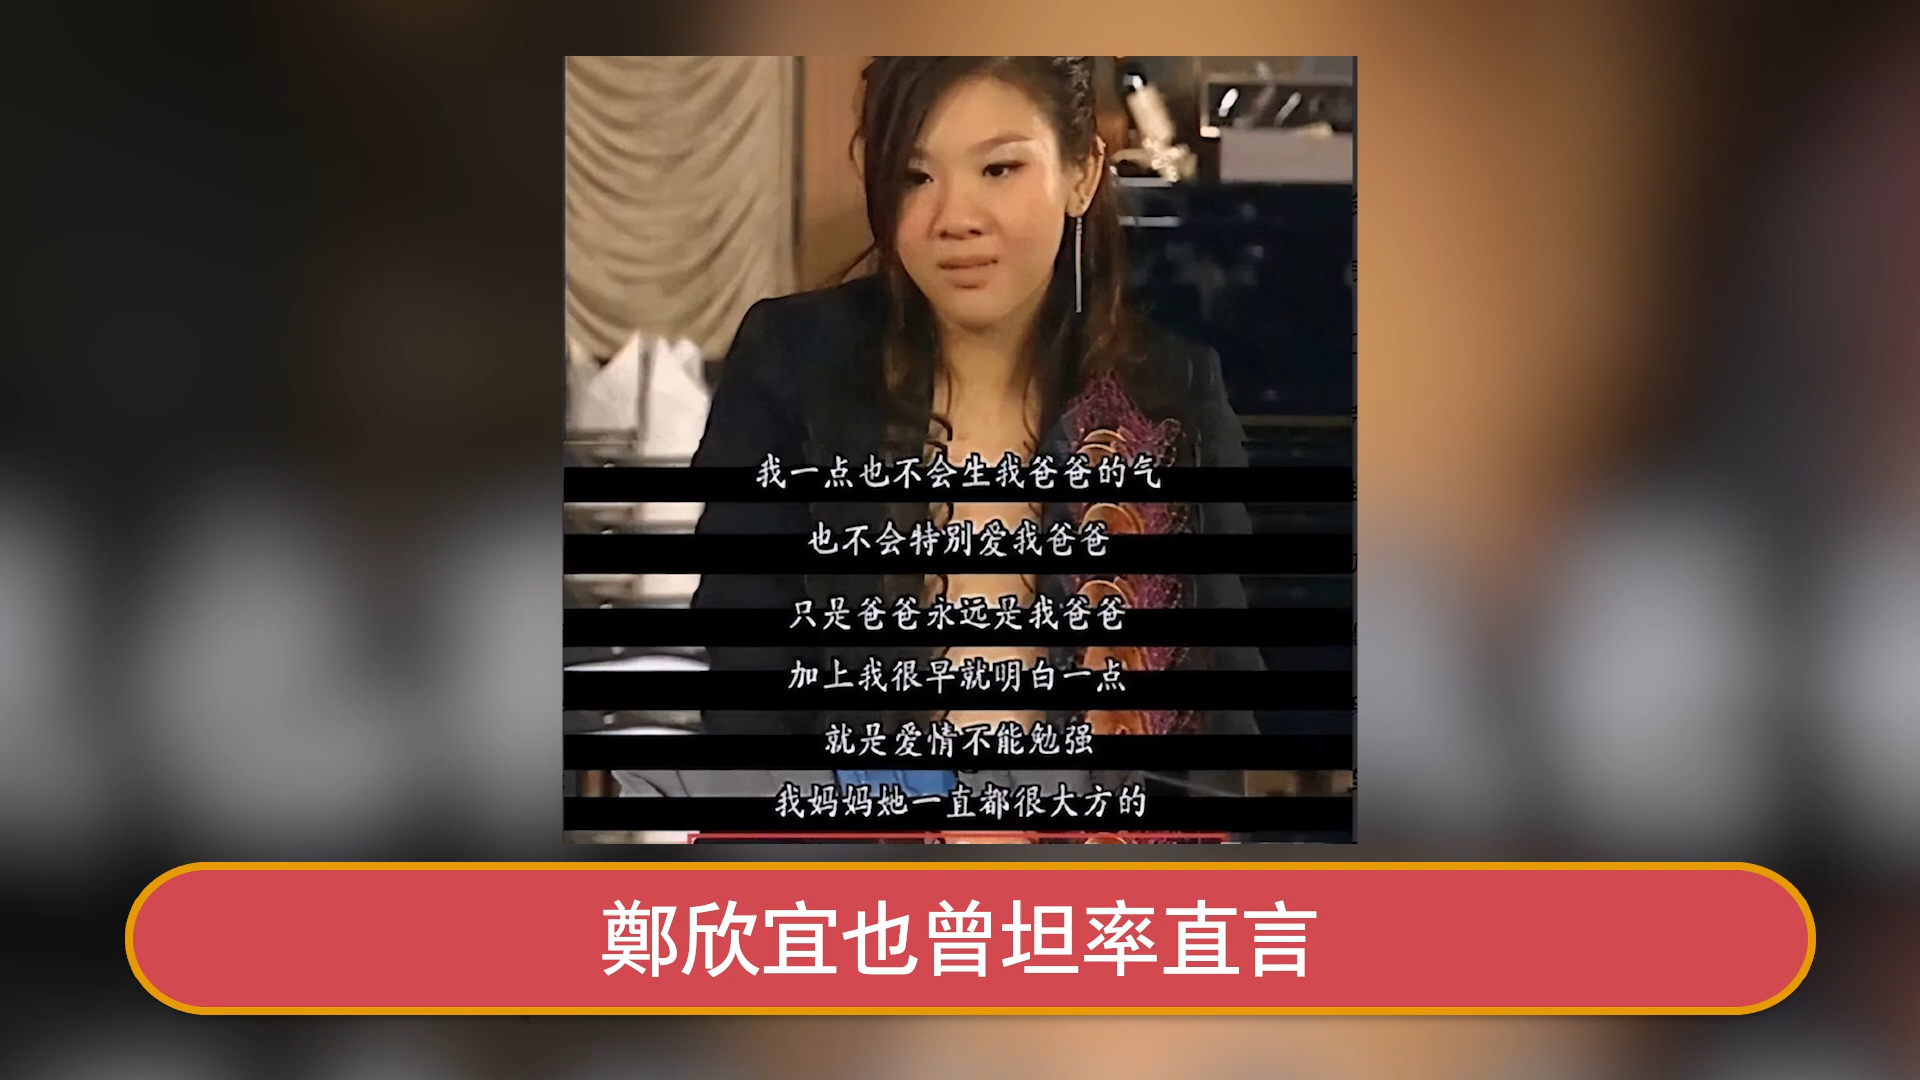 我一点也不会生我爸爸的气
也不会特别爱我爸爸
只是爸爸永远是我爸爸
加上我很早就明白一点
就是爱情不能勉强
我妈妈她一直都很大方的
鄭欣宜也曾坦率直言